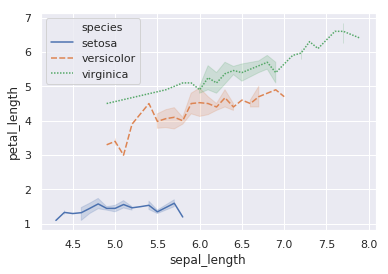 species
setosa
versicolor
virginica
7
6
5
4
3
2
1
petal_length
4.5 5.0 5.5 6.0 6.5 7.0 7.5 8.0
sepal_length